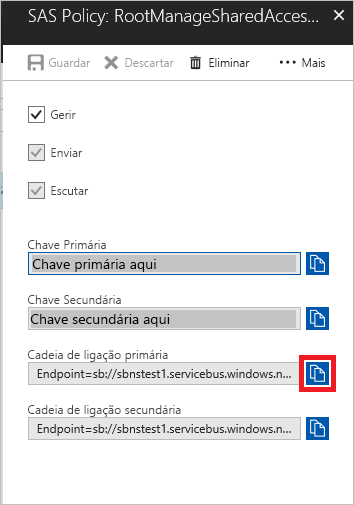 SAS Policy: RootManageSharedAcces...
Guardar Descartar Eliminar ••• Mais
Gerir
Enviar
Escutar
Chave Primária
Chave primária aqui
Chave Secundária
Chave secundária aqui
Cadeia de ligação primária
Endpoint=sb://sbnstest1.servicebus.windows.n...
Cadeia de ligação secundária
Endpoint=sb://sbnstest1.servicebus.windows.n...